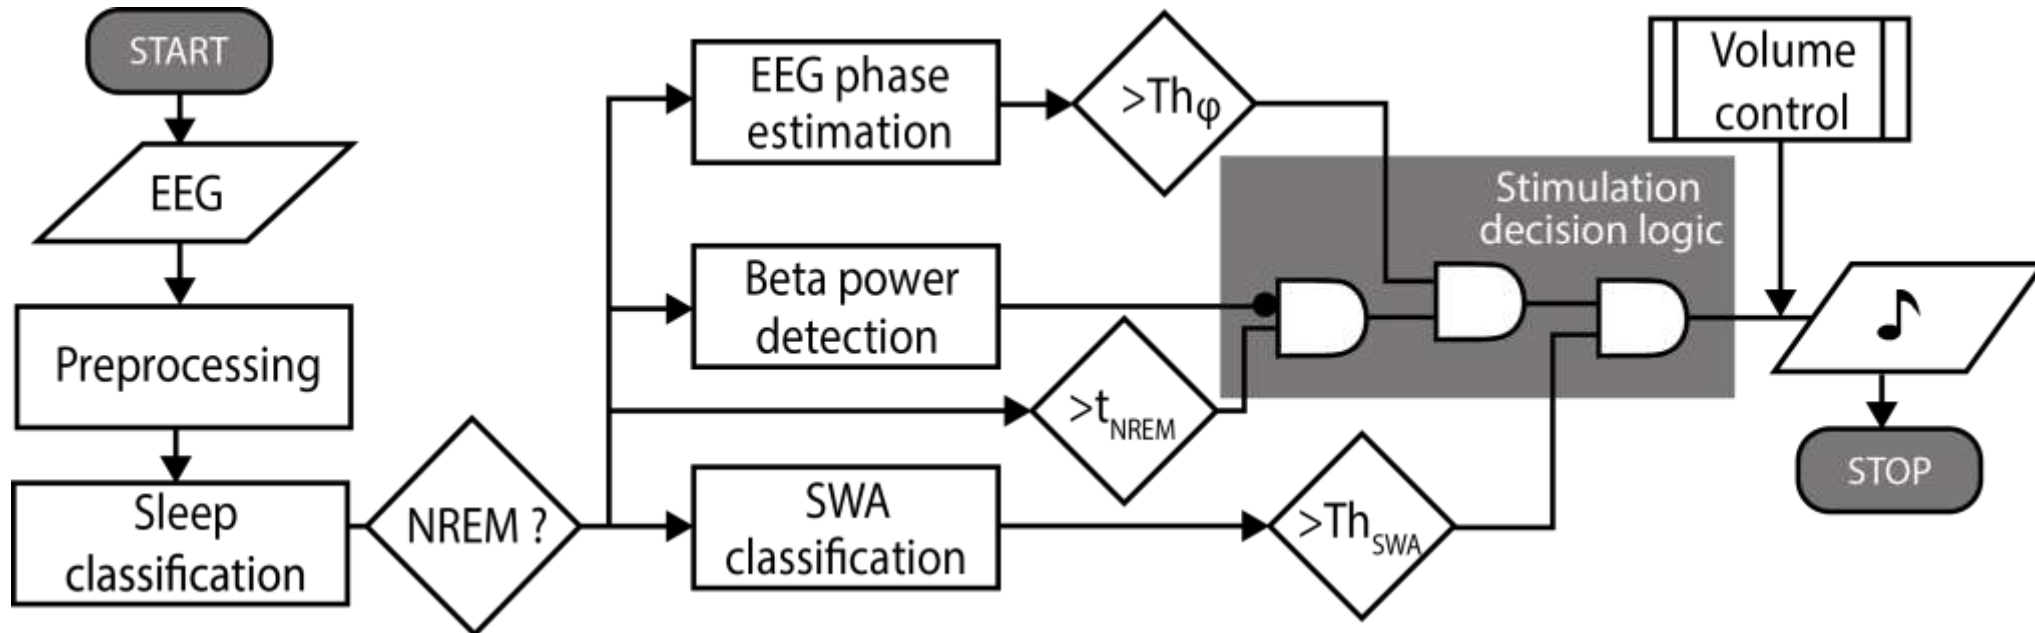 START
EEG
Preprocessing
Sleep
classification
NREM ?
EEG phase
estimation
>Thφ
Beta power
detection
>tNREM
SWA
classification
>ThSWA
Stimulation
decision logic
Volume
control
STOP